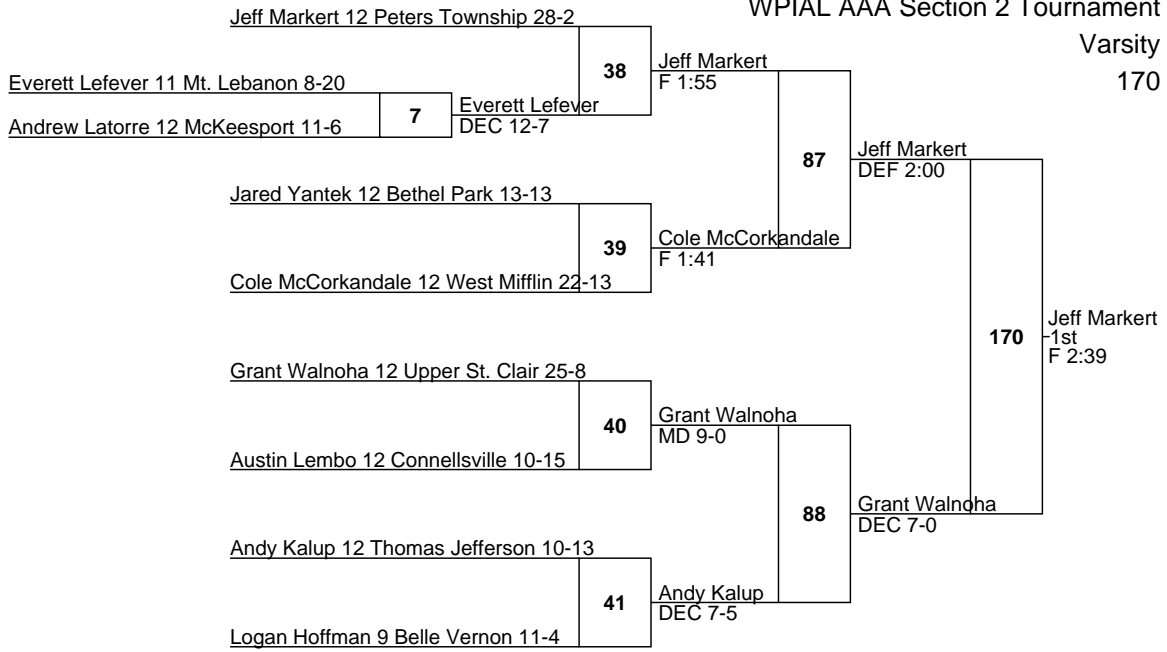 WPIAL AAA Section 2 Tournament
Varsity
170
Jeff Markert 12 Peters Township 28-2
38
Jeff Markert
F 1:55
Everett Lefever 11 Mt. Lebanon 8-20
7
Everett Lefever
DEC 12-7
Andrew Latorre 12 McKeesport 11-6
87
Jeff Markert
DEF 2:00
Jared Yantek 12 Bethel Park 13-13
39
Cole McCorkandale
F 1:41
Cole McCorkandale 12 West Mifflin 22-13
170
Jeff Markert
1st
F 2:39
Grant Walnoha 12 Upper St. Clair 25-8
40
Grant Walnoha
MD 9-0
Austin Lembo 12 Connellsville 10-15
88
Grant Walnoha
DEC 7-0
Andy Kalup 12 Thomas Jefferson 10-13
41
Andy Kalup
DEC 7-5
Logan Hoffman 9 Belle Vernon 11-4